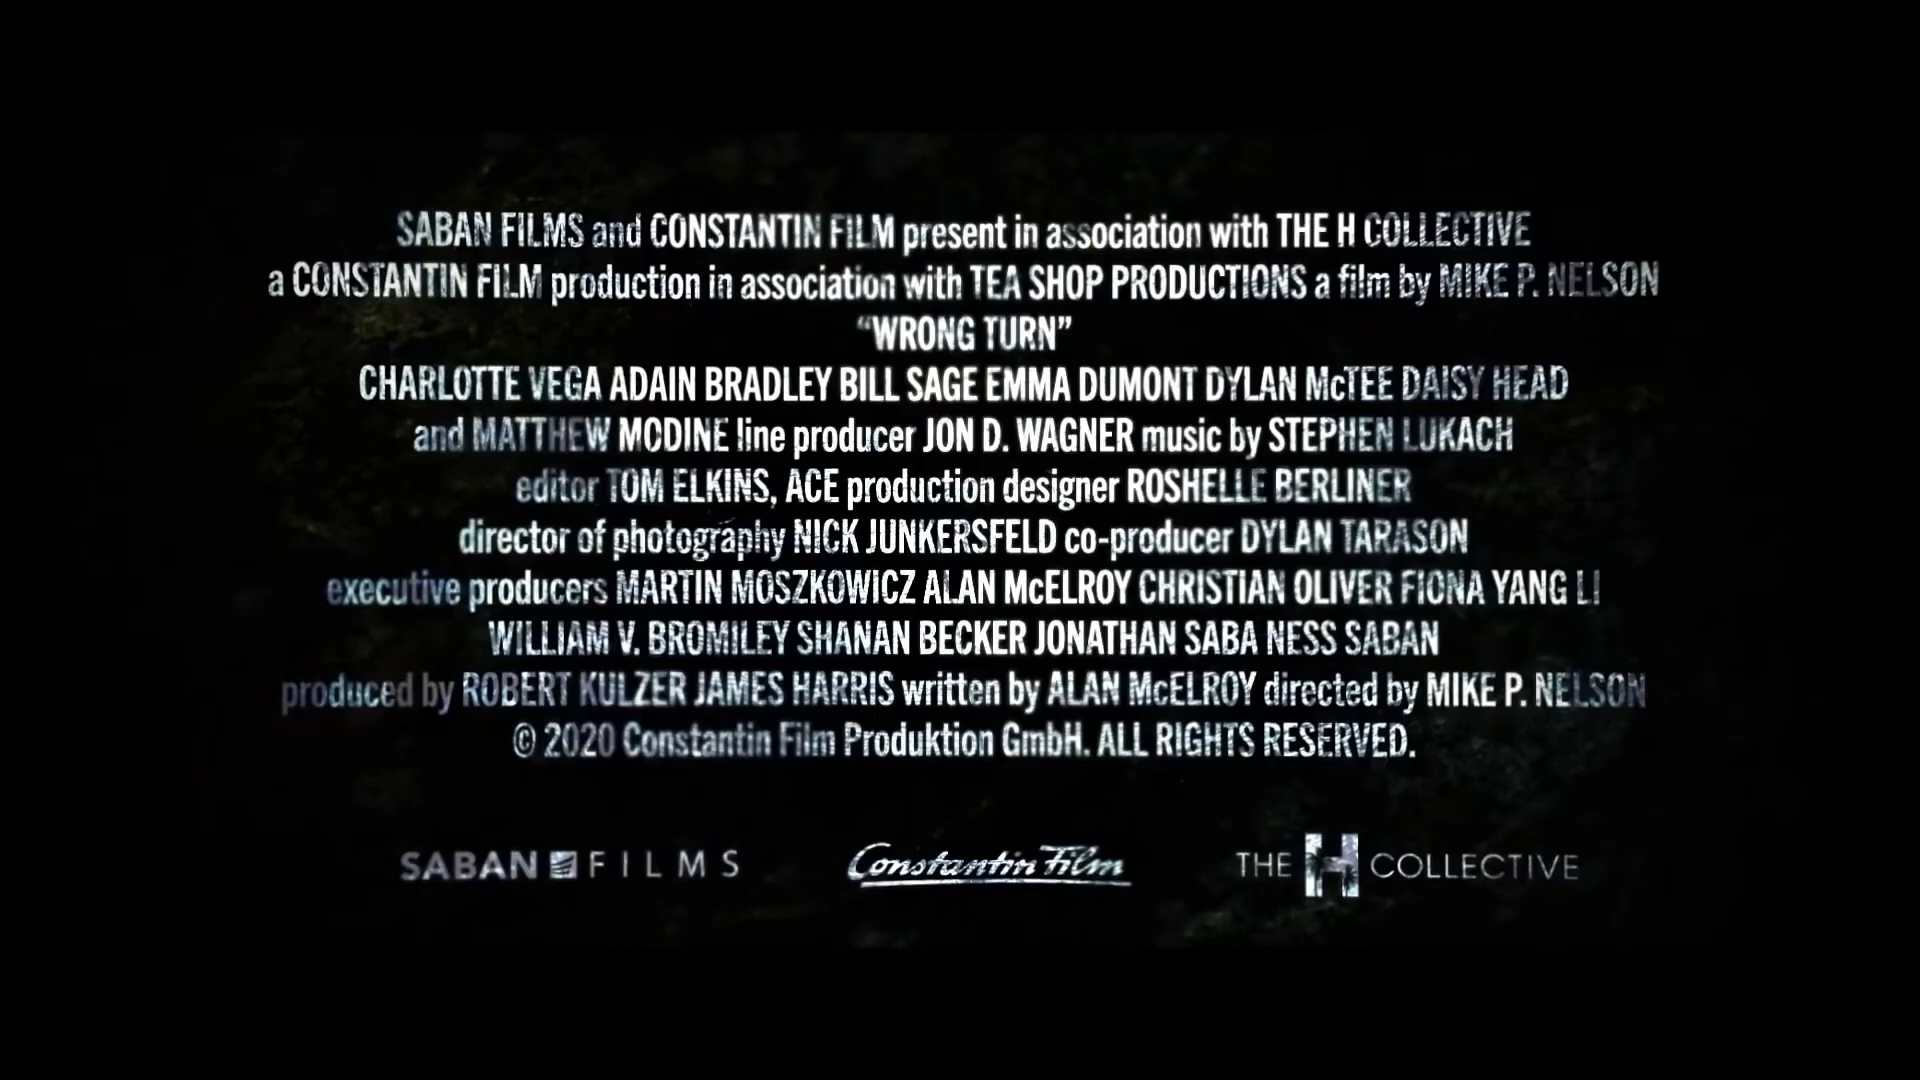 SABAN FILMS and CONSTANTIN FILM present in association with THE H COLLECTIVE
a CONSTANTIN FILM production in association with TEA SHOP PRODUCTIONS a film by MIKE P. NELSON
“WRONG TURN”
CHARLOTTE VEGA ADAIN BRADLEY BILL SAGE EMMA DUMONT DYLAN McTEE DAISY HEAD
and MATTHEW MODINE line producer JON D. WAGNER music by STEPHEN LUKACH
editor TOM ELKINS, ACE production designer ROSHELLE BERLINER
director of photography NICK JUNKERSFELD co-producer DYLAN TARASON
executive producers MARTIN MOSZKOWICZ ALAN McELROY CHRISTIAN OLIVER FIONA YANG LI
WILLIAM V. BROMILEY SHANAN BECKER JONATHAN SABA NESS SABAN
produced by ROBERT KULZER JAMES HARRIS written by ALAN McELROY directed by MIKE P. NELSON
© 2020 Constantin Film Produktion GmbH. ALL RIGHTS RESERVED.
SABAN FILMS Constantin Film THE H COLLECTIVE